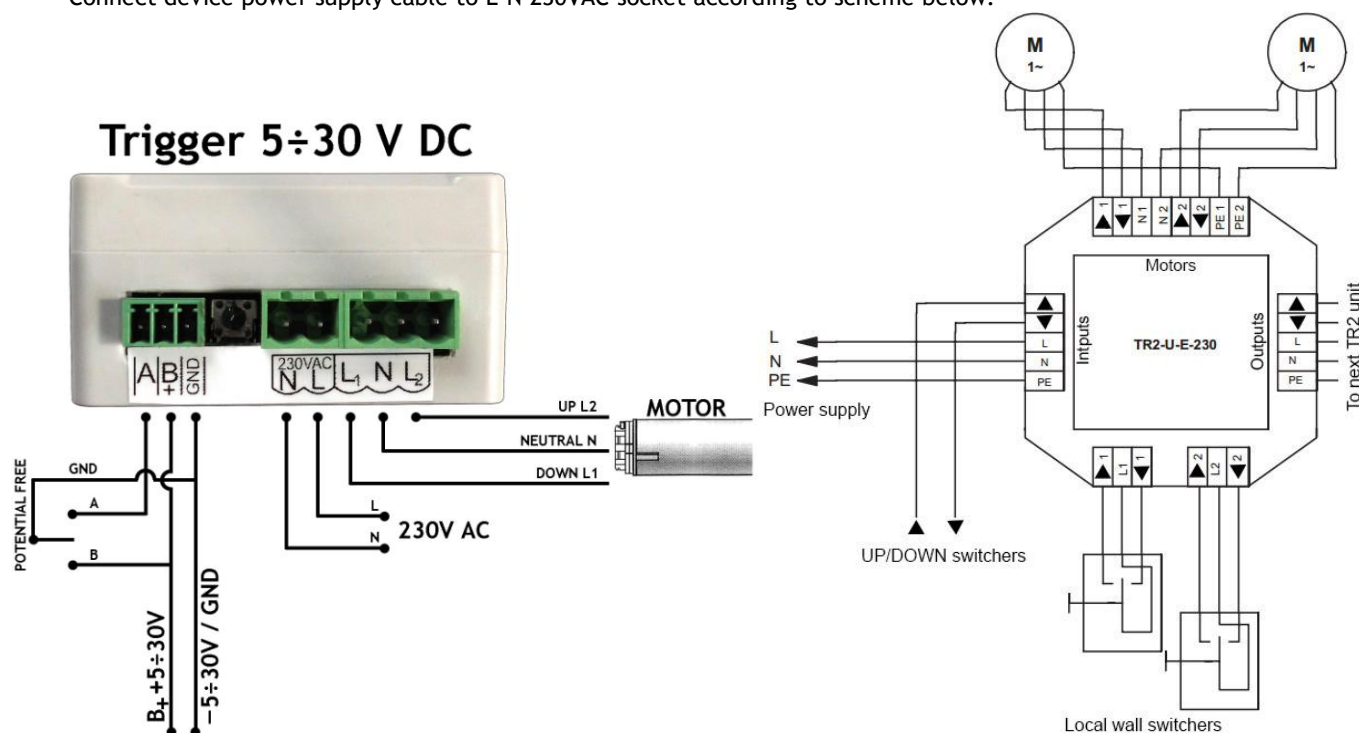 Connect device power supply cable to L N 230VAC socket according to scheme below:
Trigger 5÷30 V DC
A
B
+
GND
230VAC
N L
L1 N L2
UP L2
NEUTRAL N
DOWN L1
MOTOR
L
N
230V AC
POTENTIAL FREE
GND
A
B
B+ +5÷30V
−5÷30V / GND
M
1~
M
1~
1
1
N 1
N 2
2
2
PE 1
PE 2
Motors
Intputs
TR2-U-E-230
Outputs
L
N
PE
L
N
PE
To next TR2 unit
L
N
PE
Power supply
UP/DOWN switchers
1
L1
1
2
L2
2
Local wall switchers